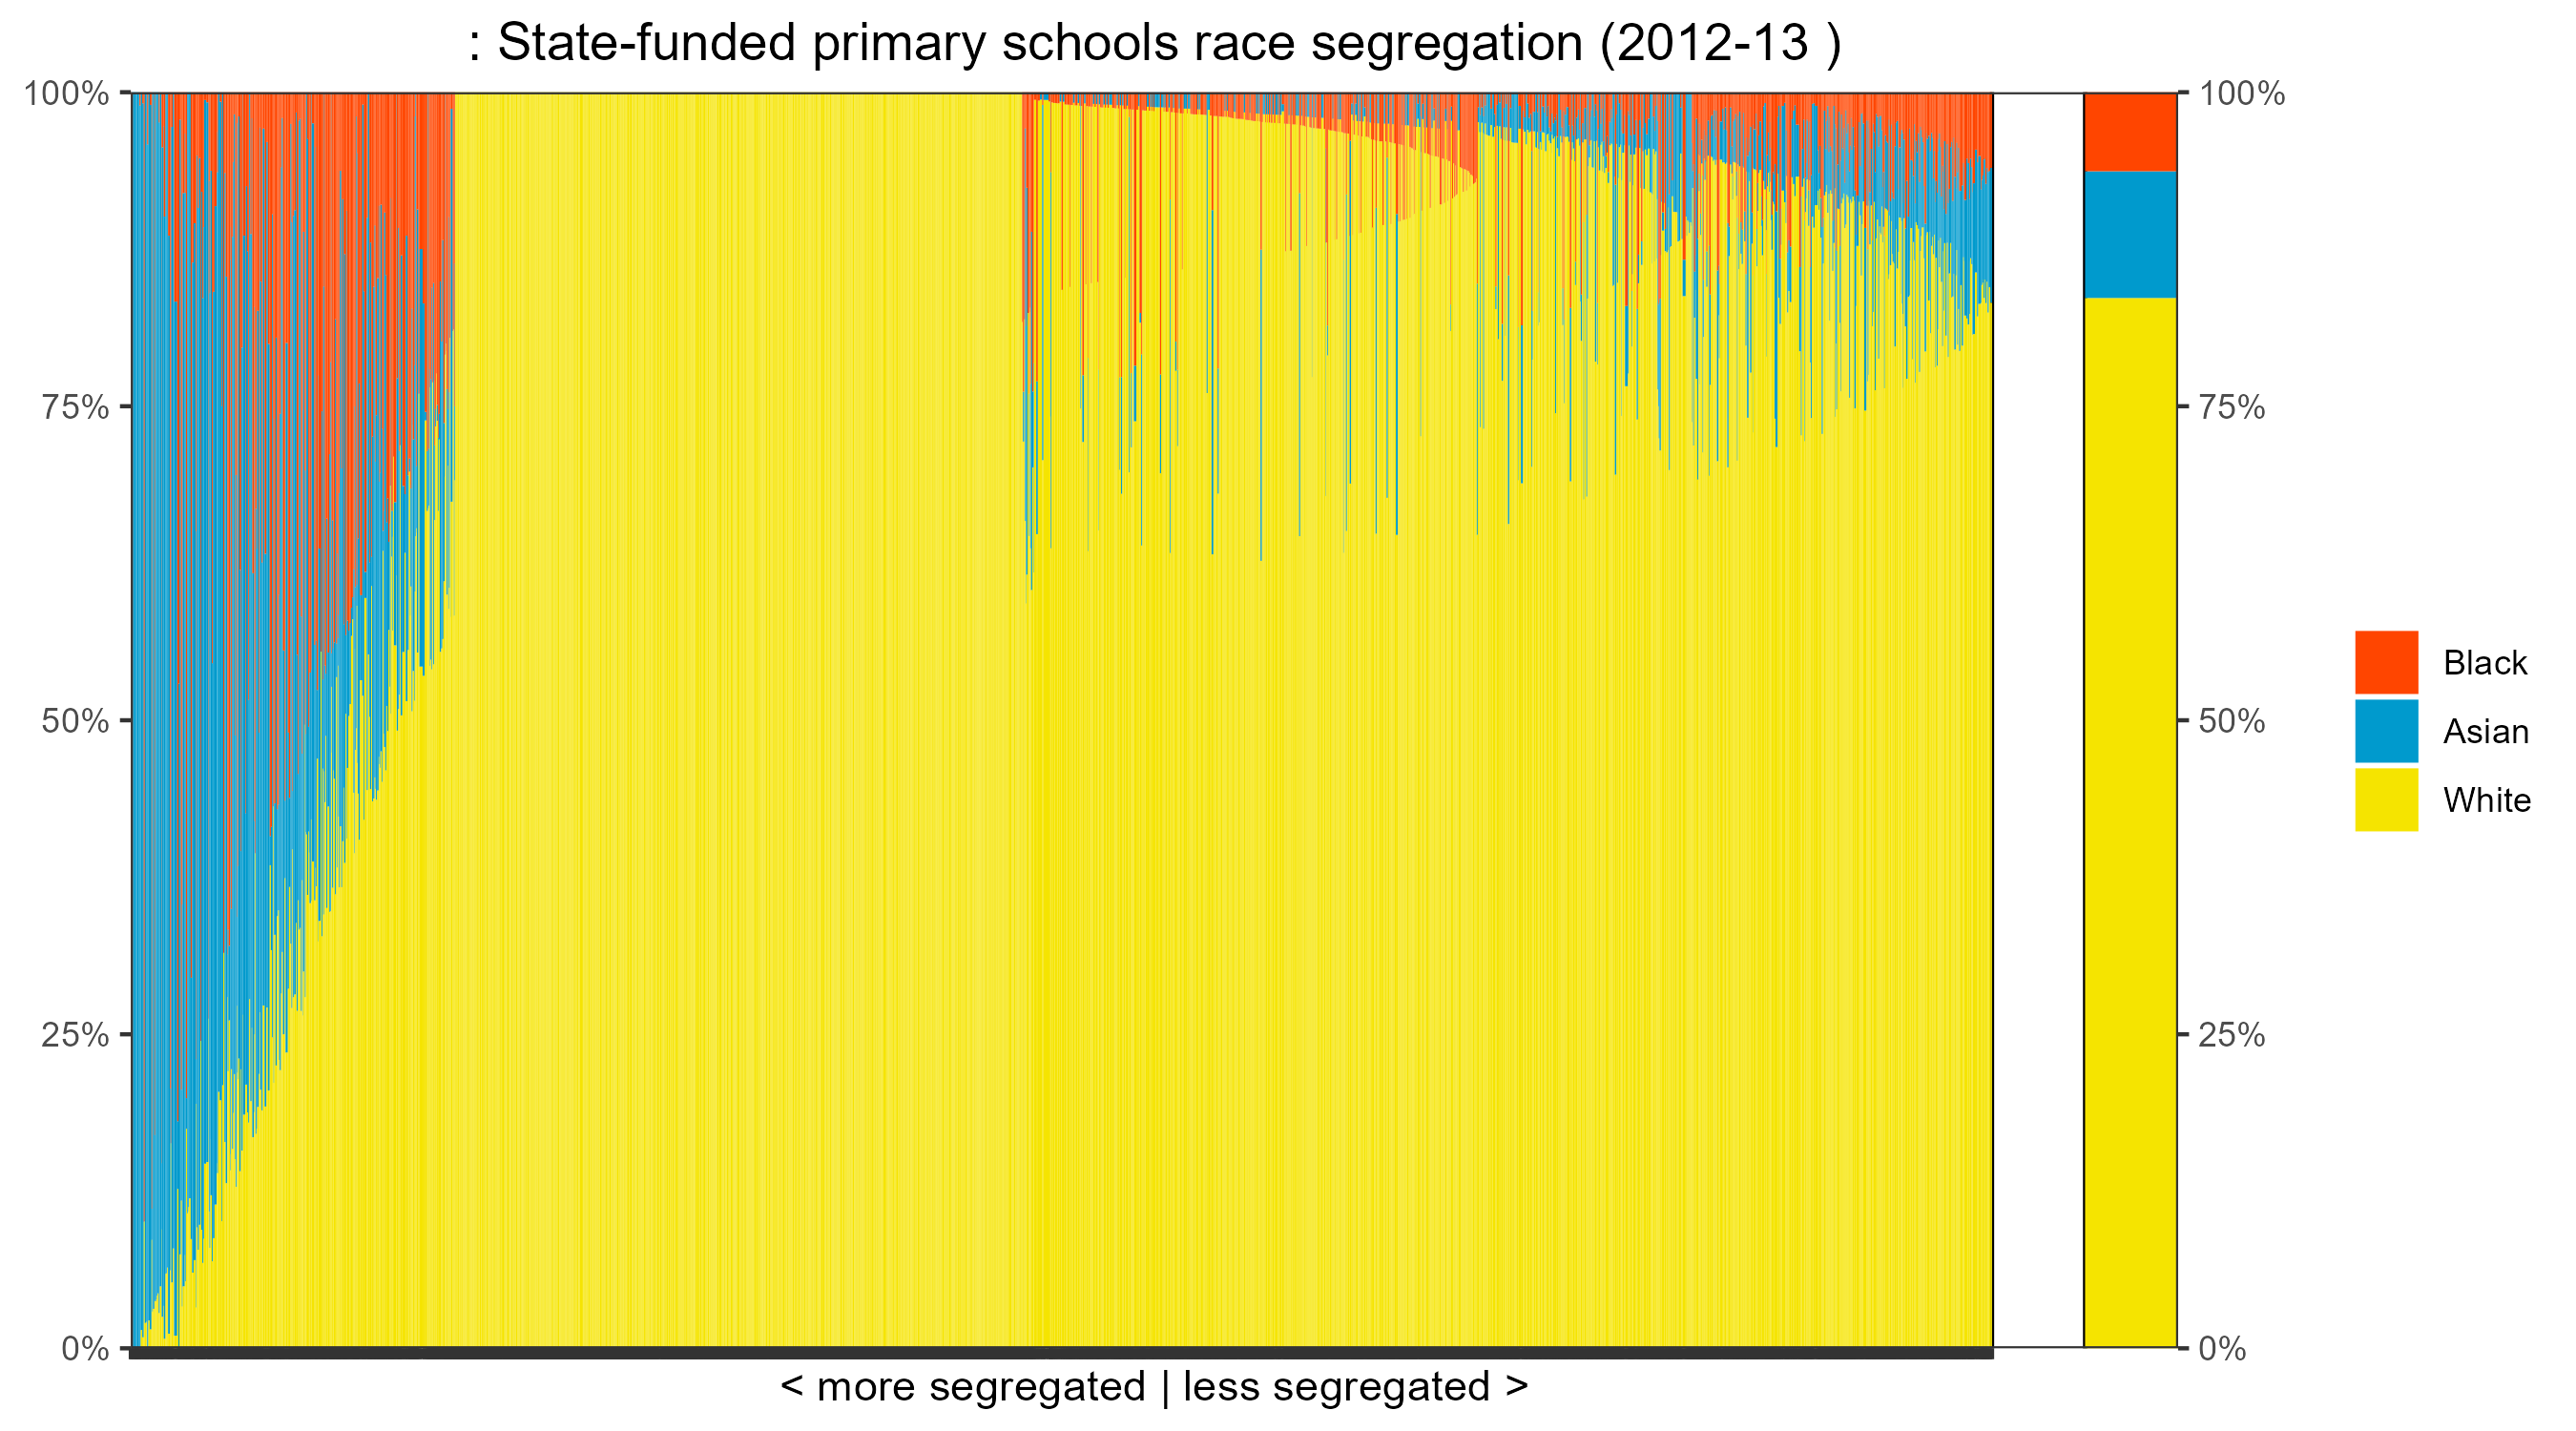 : State-funded primary schools race segregation (2012-13 )
100%
75%
50%
25%
0%
100%
75%
50%
25%
0%
Black
Asian
White
< more segregated | less segregated >